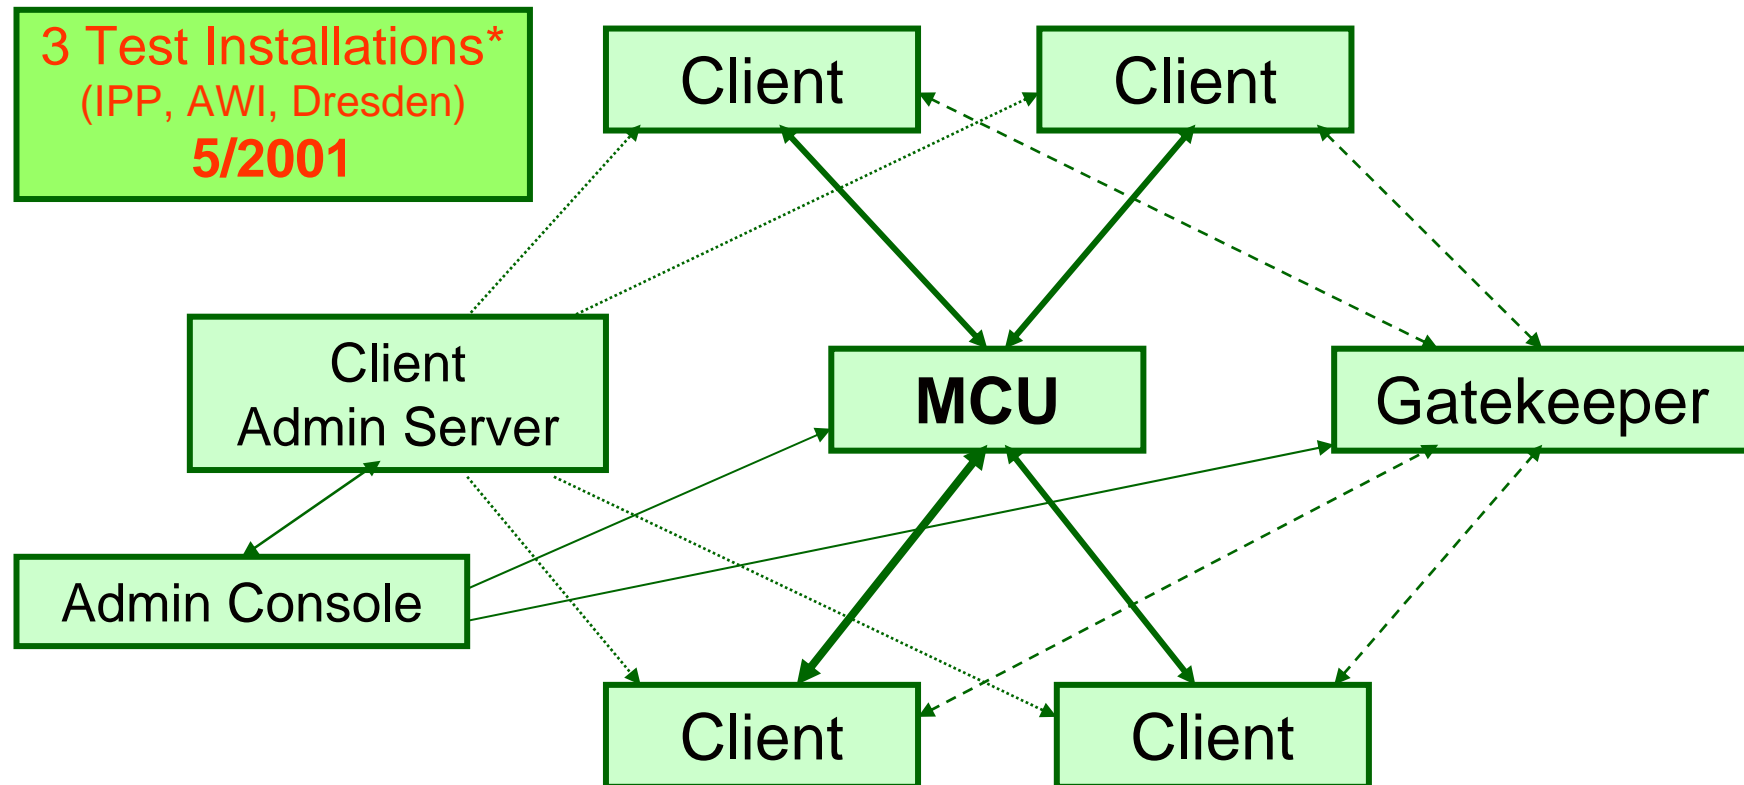 3 Test Installations*
(IPP, AWI, Dresden)
5/2001
Client
Client
Client
Admin Server
MCU
Gatekeeper
Admin Console
Client
Client